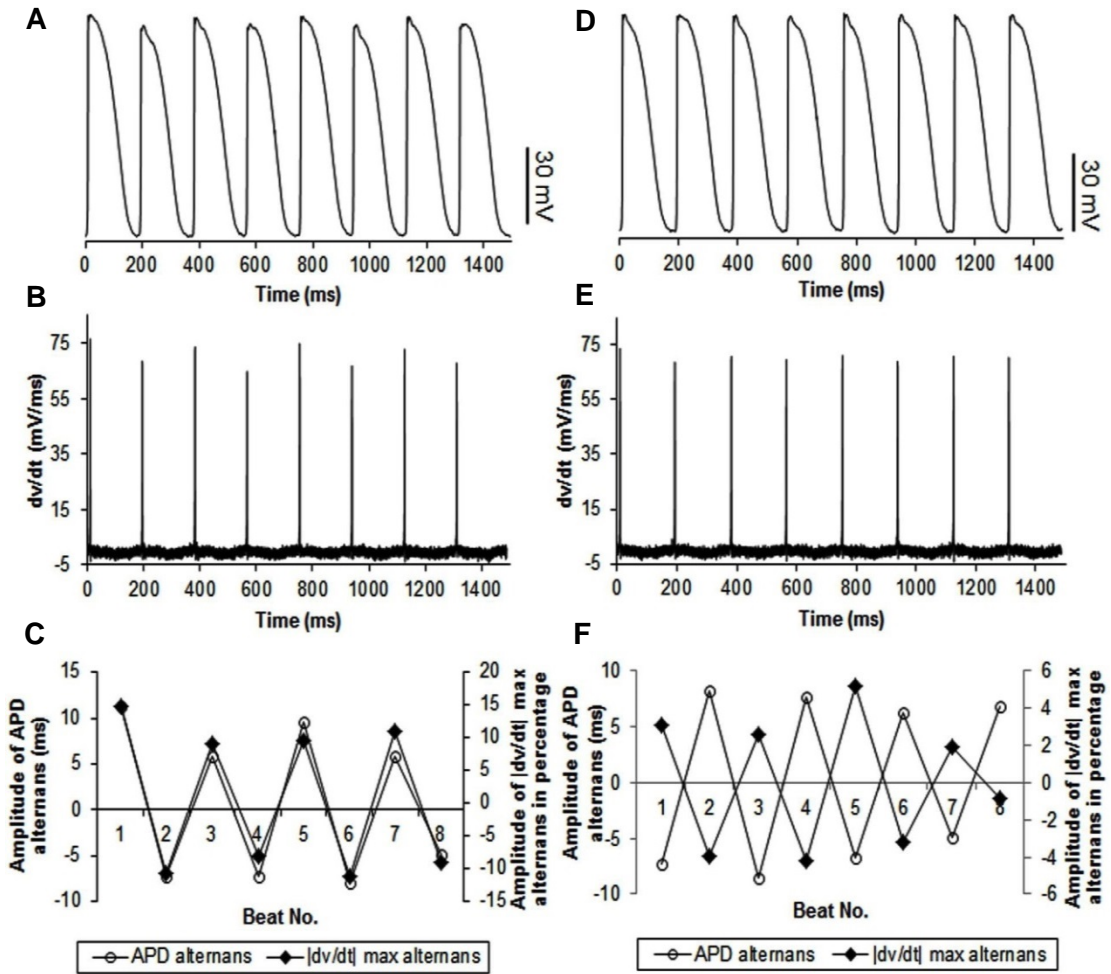 A
30 mV
0 200 400 600 800 1000 1200 1400
Time (ms)
D
30 mV
0 200 400 600 800 1000 1200 1400
Time (ms)
B
dv/dt (mV/ms)
75
55
35
15
-5
0 200 400 600 800 1000 1200 1400
Time (ms)
E
dv/dt (mV/ms)
75
55
35
15
-5
0 200 400 600 800 1000 1200 1400
Time (ms)
C
Amplitude of APD
alternans (ms)
15
10
5
0
-5
-10
1 2 3 4 5 6 7 8
20
15
10
5
0
-5
-10
-15
Amplitude of |dv/dt| max
alternans in percentage
Beat No.
APD alternans |dv/dt| max alternans
F
Amplitude of APD
alternans (ms)
10
5
0
-5
-10
1 2 3 4 5 6 7 8
6
4
2
0
-2
-4
-6
Amplitude of |dv/dt| max
alternans in percentage
Beat No.
APD alternans |dv/dt| max alternans